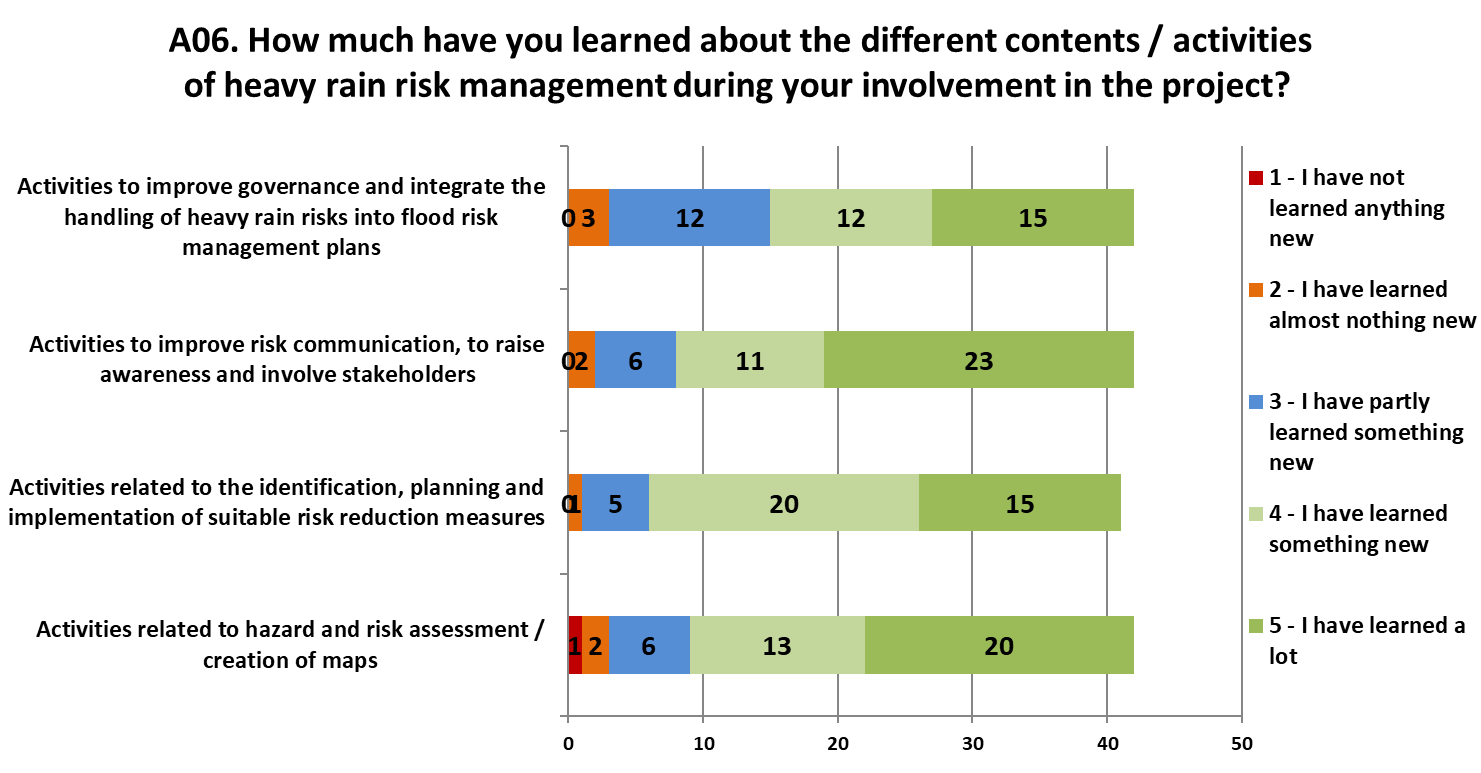 A06. How much have you learned about the different contents / activities
of heavy rain risk management during your involvement in the project?
Activities to improve governance and integrate the
handling of heavy rain risks into flood risk
management plans
0 3 12 12 15
Activities to improve risk communication, to raise
awareness and involve stakeholders
0 2 6 11 23
Activities related to the identification, planning and
implementation of suitable risk reduction measures
0 1 5 20 15
Activities related to hazard and risk assessment /
creation of maps
1 2 6 13 20
0 10 20 30 40 50
1 - I have not
learned anything
new
2 - I have learned
almost nothing new
3 - I have partly
learned something
new
4 - I have learned
something new
5 - I have learned a
lot